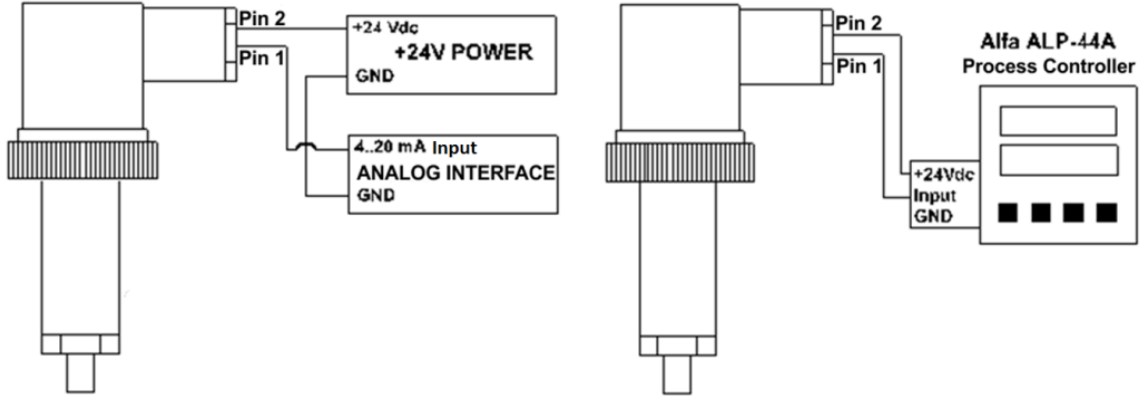 Pin 2
Pin 1
+24 Vdc
+24V POWER
GND
4..20 mA Input
ANALOG INTERFACE
GND
Pin 2
Pin 1
Alfa ALP-44A
Process Controller
+24Vdc
Input
GND